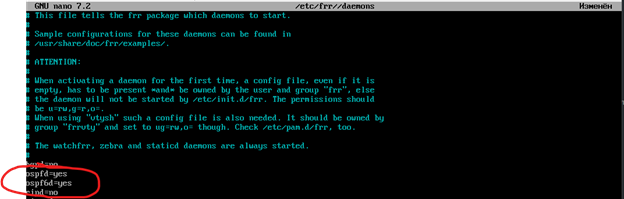 GNU nano 7.2 /etc/frr//daemons Изменён
# This file tells the frr package which daemons to start.
#
# Sample configurations for these daemons can be found in
# /usr/share/doc/frr/examples/.
#
# ATTENTION:
#
# When activating a daemon for the first time, a config file, even if it is
# empty, has to be present *and* be owned by the user and group "frr", else
# the daemon will not be started by /etc/init.d/frr. The permissions should
# be u=rw,g=r,o=.
# When using "vtysh" such a config file is also needed. It should be owned by
# group "frrvty" and set to ug=rw,o= though. Check /etc/pam.d/frr, too.
#
# The watchfrr, zebra and staticd daemons are always started.
#
bgpd=no
ospfd=yes
ospf6d=yes
ripd=no